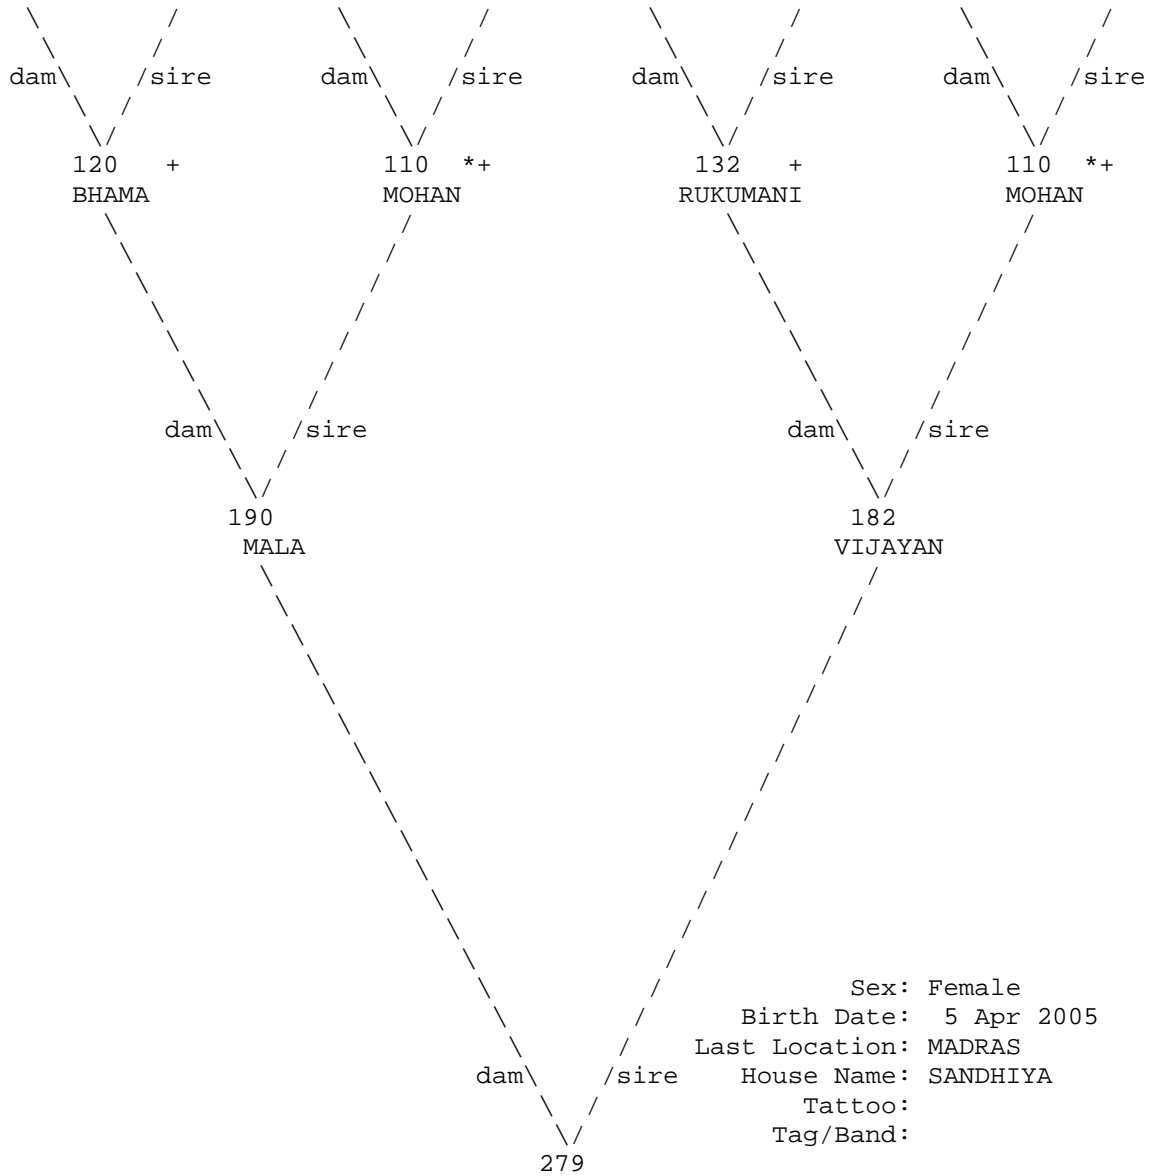 dam sire dam sire dam sire dam sire
120 + 110 *+ 132 + 110 *+
BHAMA MOHAN RUKUMANI MOHAN
dam sire dam sire
190 182
MALA VIJAYAN
Sex: Female
Birth Date: 5 Apr 2005
Last Location: MADRAS
dam sire House Name: SANDHIYA
Tattoo:
Tag/Band:
279